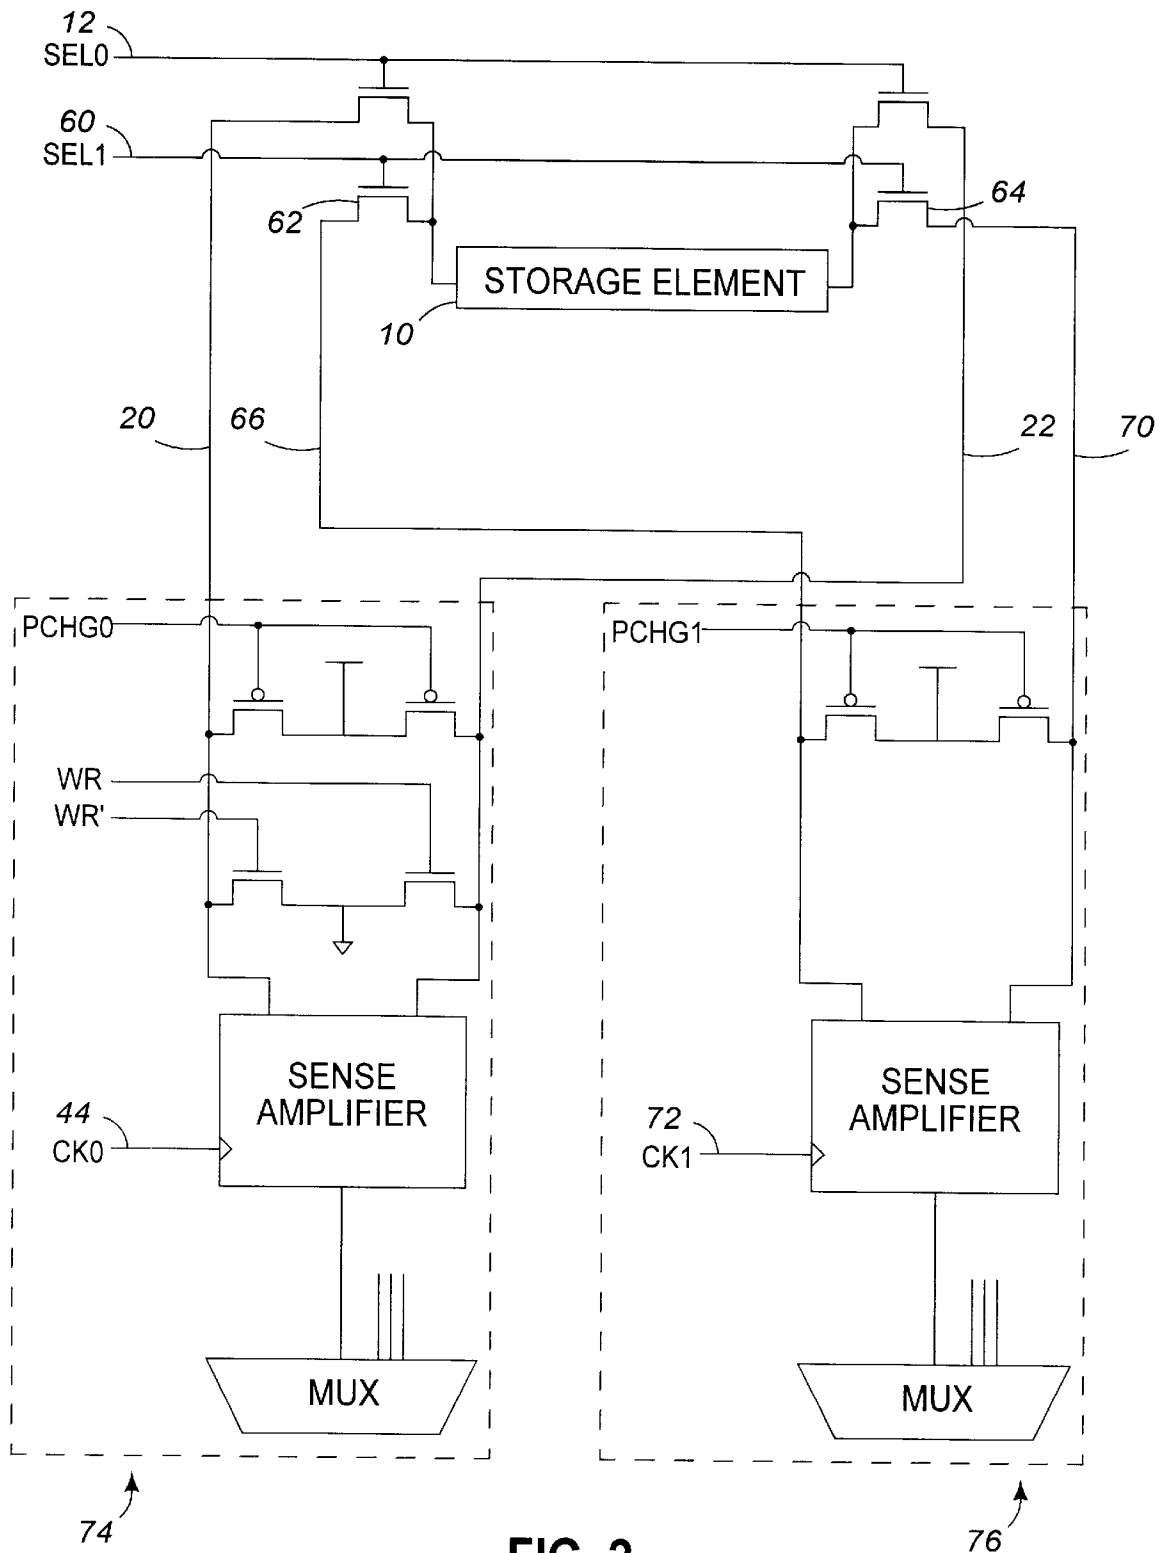 12
SEL0
60
SEL1
62
64
STORAGE ELEMENT
10
20
66
22
70
PCHG0
PCHG1
WR
WR'
SENSE
AMPLIFIER
SENSE
AMPLIFIER
44
CK0
72
CK1
MUX
MUX
74
76